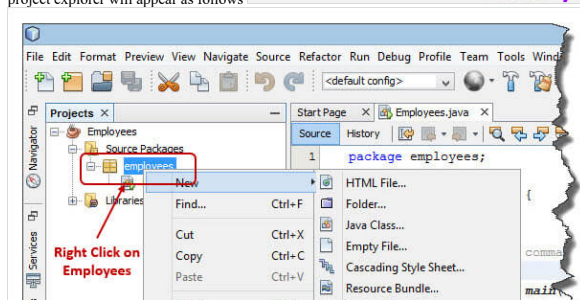 project explorer will appear as follows
File Edit Format Preview View Navigate Source Refactor Run Debug Profile Team Tools
<default config>
Projects
Start Page Employees.java
Employees
Source History
Source Packages
employees
1 package employees;
Navigator
New
HTML File...
{
Libraries
Find... Ctrl+F
Folder...
Java Class...
Services
Right Click on
Employees
Cut Ctrl+X
Empty File...
Copy Ctrl+C
Cascading Style Sheet...
comma
Paste Ctrl+V
Resource Bundle...
main